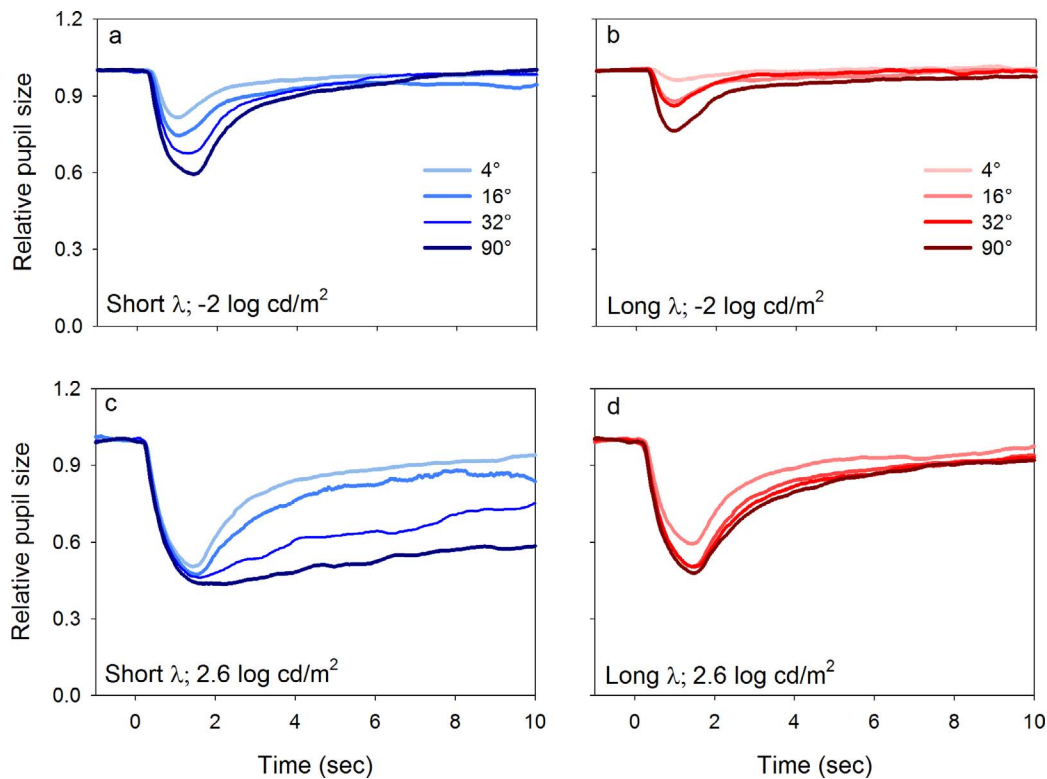 a
1.2
0.9
0.6
0.3
0.0
Relative pupil size
4°
16°
32°
90°
Short λ; -2 log cd/m²
b
4°
16°
32°
90°
Long λ; -2 log cd/m²
c
1.2
0.9
0.6
0.3
0.0
Relative pupil size
Short λ; 2.6 log cd/m²
0 2 4 6 8 10
Time (sec)
d
Long λ; 2.6 log cd/m²
0 2 4 6 8 10
Time (sec)